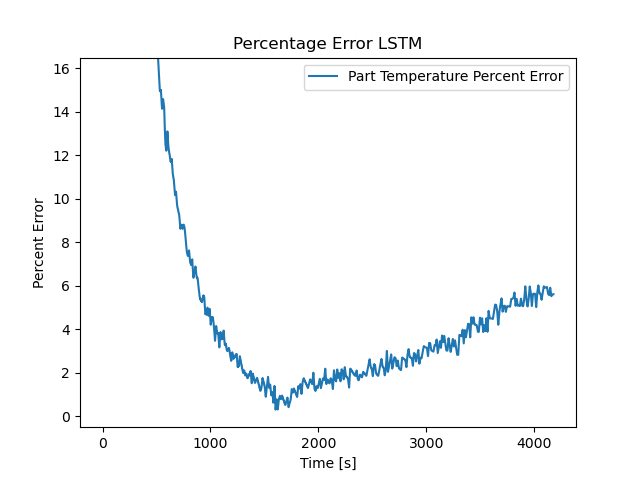 Percentage Error LSTM
Part Temperature Percent Error
Percent Error
16
14
12
10
8
6
4
2
0
0 1000 2000 3000 4000
Time [s]